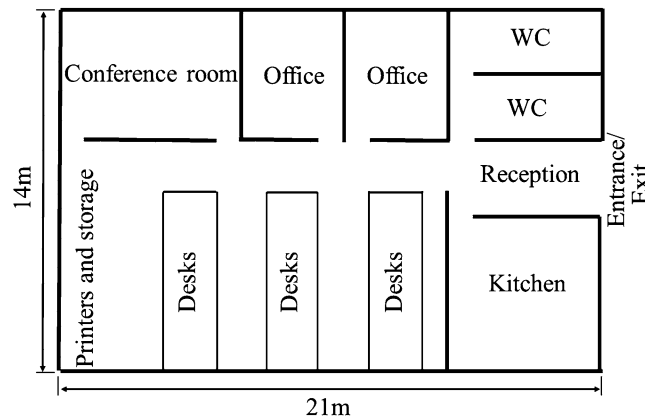 WC
Conference room
Office
Office
WC
14m
Reception
Entrance/
Exit
Printers and storage
Desks
Desks
Desks
Kitchen
21m